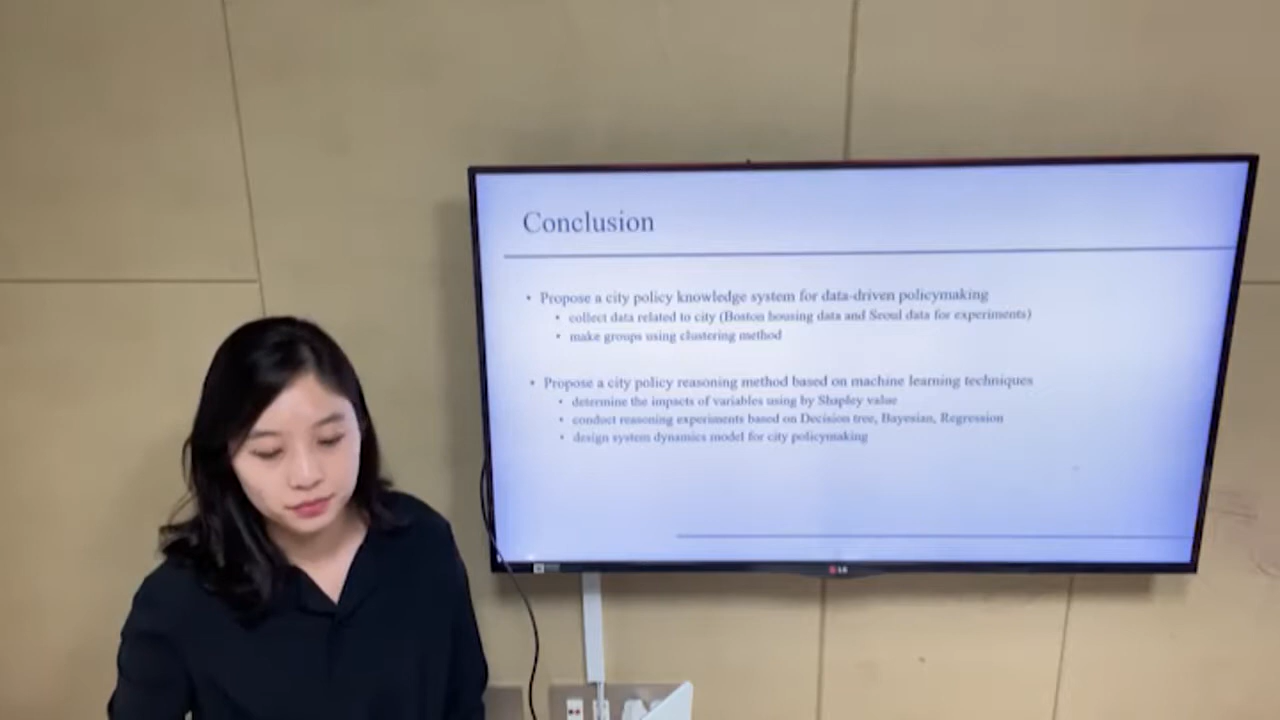 Conclusion
• Propose a city policy knowledge system for data-driven policymaking
• collect data related to city (Boston housing data and Seoul data for experiments)
• make groups using clustering method
• Propose a city policy reasoning method based on machine learning techniques
• determine the impacts of variables using by Shapley value
• conduct reasoning experiments based on Decision tree, Bayesian, Regression
• design system dynamics model for city policymaking
LG